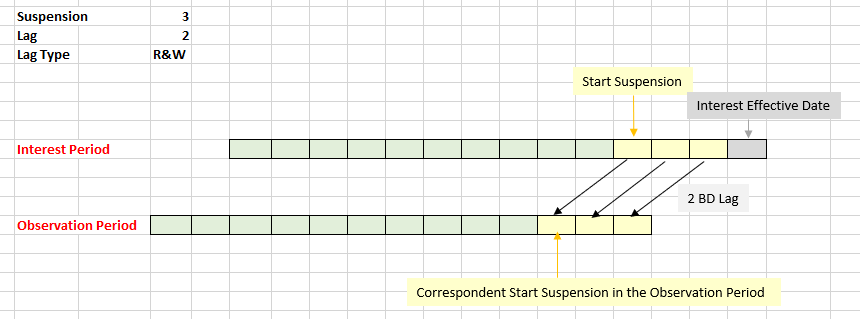 Suspension 3
Lag 2
Lag Type R&W
Start Suspension
Interest Effective Date
Interest Period
2 BD Lag
Observation Period
Correspondent Start Suspension in the Observation Period